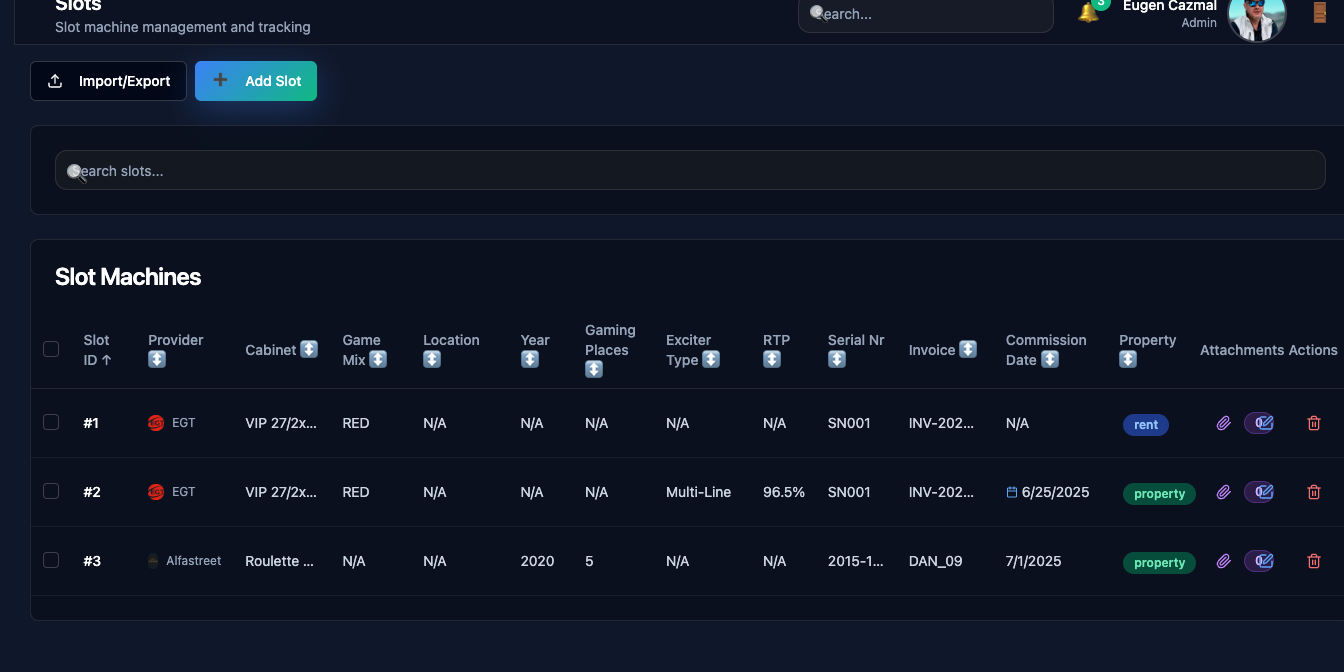 Slots
Slot machine management and tracking
Search...
3
Eugen Cazmal
Admin
Import/Export
Add Slot
Search slots...
Slot Machines
Slot ID ↑ Provider Cabinet Game Mix Location Year Gaming Places Exciter Type RTP Serial Nr Invoice Commission Date Property Attachments Actions
#1 EGT VIP 27/2x... RED N/A N/A N/A N/A N/A SN001 INV-202... N/A rent 0
#2 EGT VIP 27/2x... RED N/A N/A N/A Multi-Line 96.5% SN001 INV-202... 6/25/2025 property 0
#3 Alfastreet Roulette ... N/A N/A 2020 5 N/A N/A 2015-1... DAN_09 7/1/2025 property 0